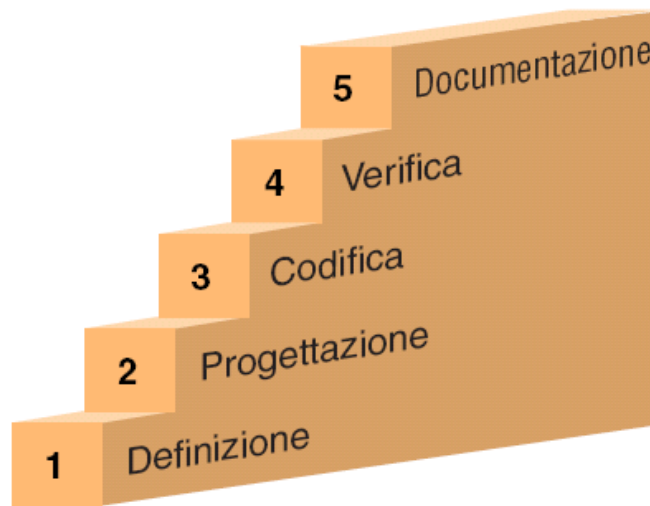 5 Documentazione
4 Verifica
3 Codifica
2 Progettazione
1 Definizione